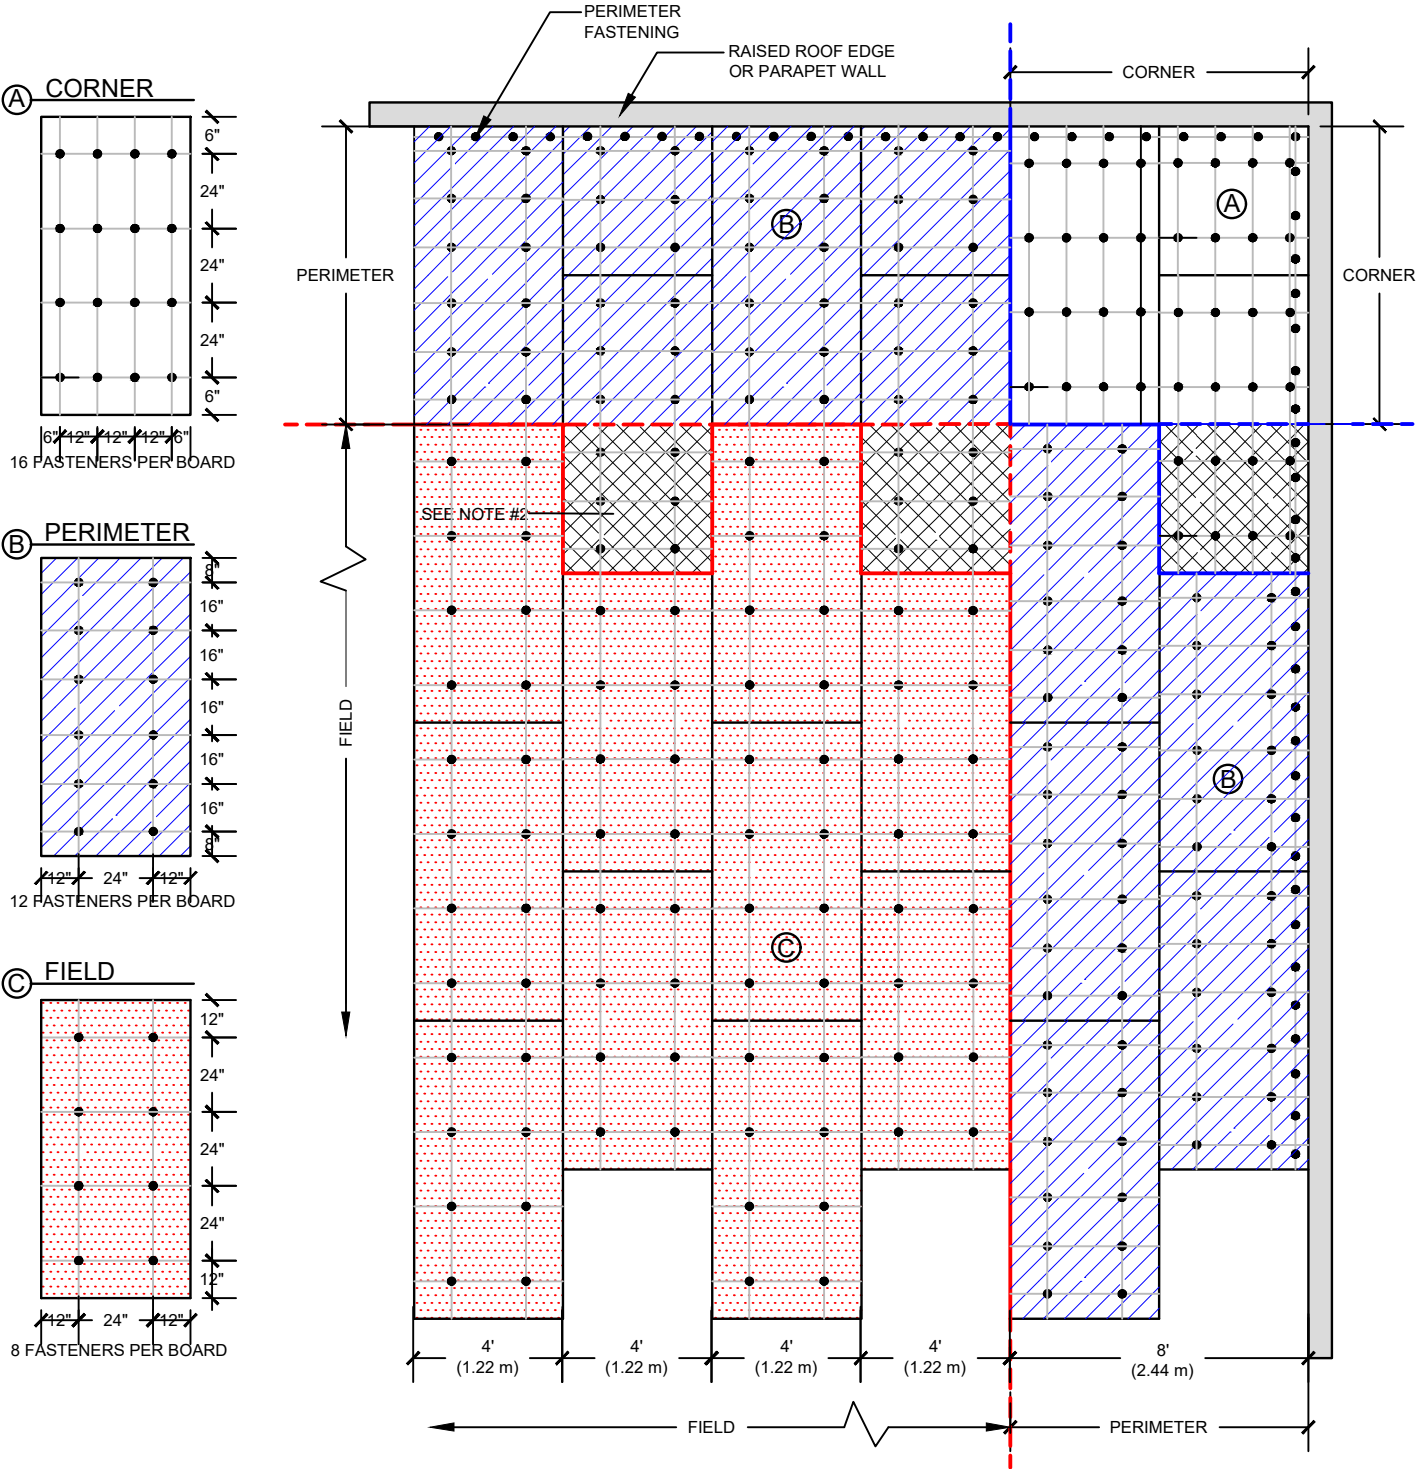 PERIMETER
FASTENING
RAISED ROOF EDGE
OR PARAPET WALL
CORNER
A CORNER
6"
24"
24"
24"
6"
6" 12" 12" 12" 6"
16 FASTENERS PER BOARD
B PERIMETER
8"
16"
16"
16"
16"
16"
8"
12" 24" 12"
12 FASTENERS PER BOARD
C FIELD
12"
24"
24"
24"
12"
12" 24" 12"
8 FASTENERS PER BOARD
PERIMETER
A
B
CORNER
SEE NOTE #2
FIELD
B
C
4'
(1.22 m)
4'
(1.22 m)
4'
(1.22 m)
4'
(1.22 m)
8'
(2.44 m)
FIELD
PERIMETER